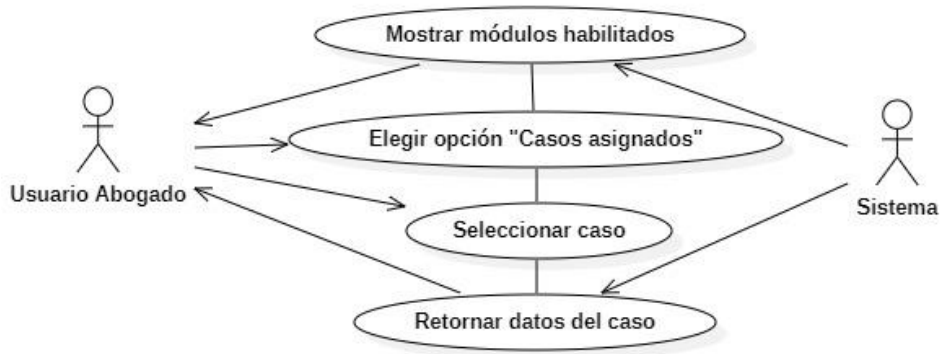 Mostrar módulos habilitados
Elegir opción "Casos asignados"
Usuario Abogado
Sistema
Seleccionar caso
Retornar datos del caso